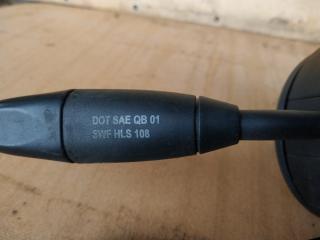 DOT SAE QB 01
SWF HLS 108